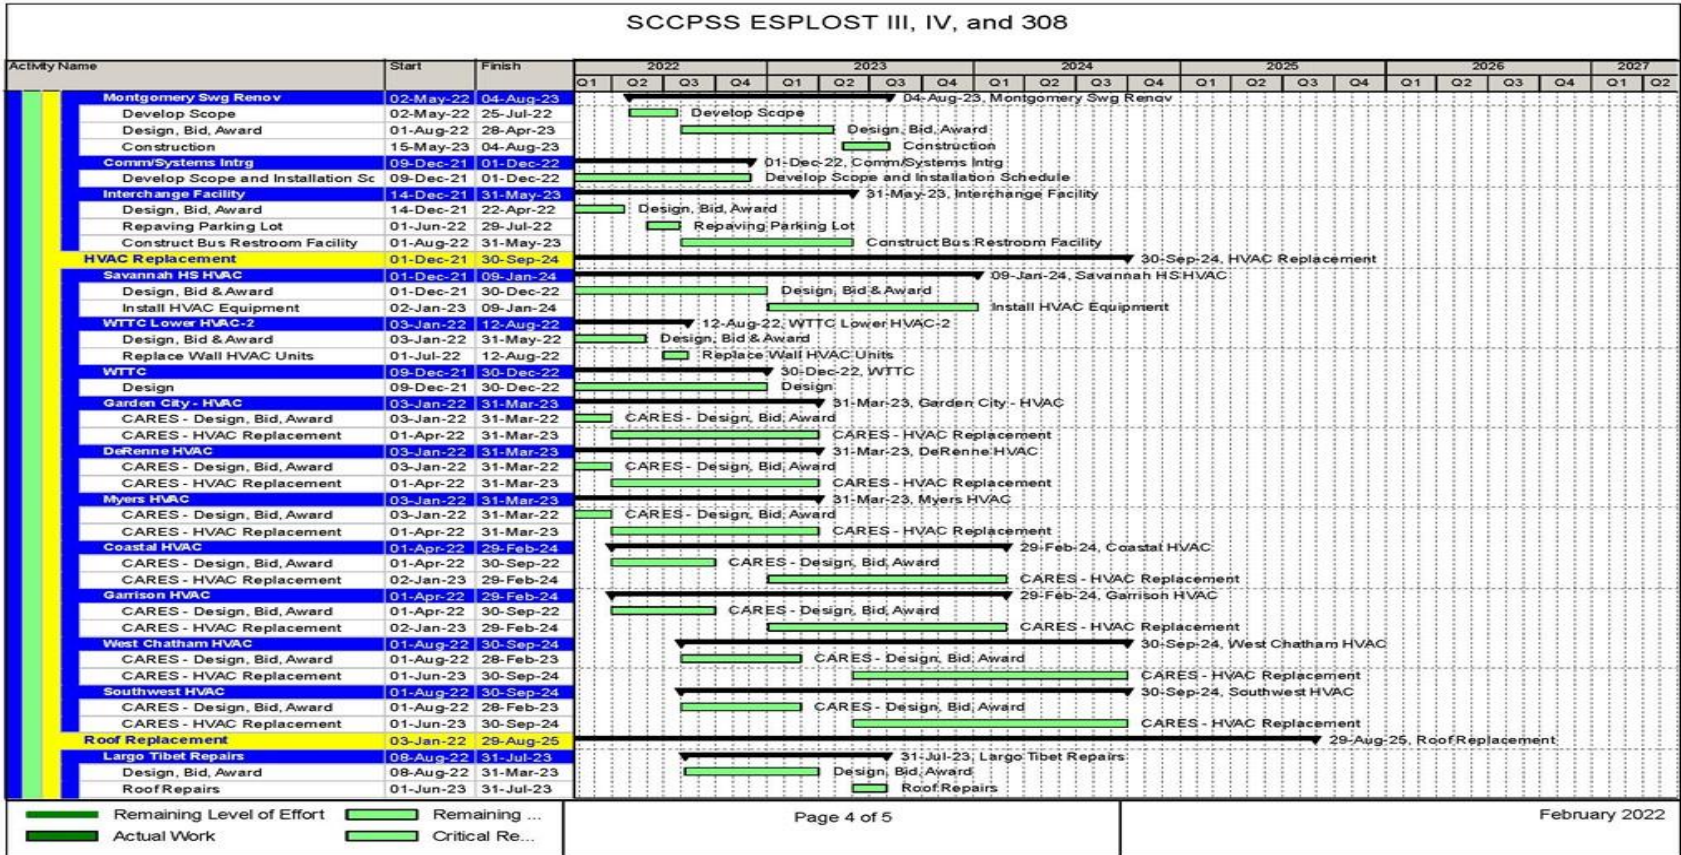 SCCPSS ESPLOST III, IV, and 308
Activity Name Start Finish 2022 2023 2024 2025 2026 2027
Q1 Q2 Q3 Q4 Q1 Q2 Q3 Q4 Q1 Q2 Q3 Q4 Q1 Q2 Q3 Q4 Q1 Q2 Q3 Q4 Q1 Q2
Montgomery Swg Renov 02-May-22 04-Aug-23 04-Aug-23, Montgomery Swg Renov
Develop Scope 02-May-22 25-Jul-22 Develop Scope
Design, Bid, Award 01-Aug-22 28-Apr-23 Design, Bid, Award
Construction 15-May-23 04-Aug-23 Construction
Comm/Systems Intrg 09-Dec-21 01-Dec-22 01-Dec-22, Comm/Systems Intrg
Develop Scope and Installation Sc 09-Dec-21 01-Dec-22 Develop Scope and Installation Schedule
Interchange Facility 14-Dec-21 31-May-23 31-May-23, Interchange Facility
Design, Bid, Award 14-Dec-21 22-Apr-22 Design, Bid, Award
Repaving Parking Lot 01-Jun-22 29-Jul-22 Repaving Parking Lot
Construct Bus Restroom Facility 01-Aug-22 31-May-23 Construct Bus Restroom Facility
HVAC Replacement 01-Dec-21 30-Sep-24 30-Sep-24, HVAC Replacement
Savannah HS HVAC 01-Dec-21 09-Jan-24 09-Jan-24, Savannah HS HVAC
Design, Bid & Award 01-Dec-21 30-Dec-22 Design, Bid & Award
Install HVAC Equipment 02-Jan-23 09-Jan-24 Install HVAC Equipment
WTTC Lower HVAC-2 03-Jan-22 12-Aug-22 12-Aug-22, WTTC Lower HVAC-2
Design, Bid & Award 03-Jan-22 31-May-22 Design, Bid & Award
Replace Wall HVAC Units 01-Jul-22 12-Aug-22 Replace Wall HVAC Units
WTTC 09-Dec-21 30-Dec-22 30-Dec-22, WTTC
Design 09-Dec-21 30-Dec-22 Design
Garden City - HVAC 03-Jan-22 31-Mar-23 31-Mar-23, Garden City - HVAC
CARES - Design, Bid, Award 03-Jan-22 31-Mar-22 CARES - Design, Bid, Award
CARES - HVAC Replacement 01-Apr-22 31-Mar-23 CARES - HVAC Replacement
DeRenne HVAC 03-Jan-22 31-Mar-23 31-Mar-23, DeRenne HVAC
CARES - Design, Bid, Award 03-Jan-22 31-Mar-22 CARES - Design, Bid, Award
CARES - HVAC Replacement 01-Apr-22 31-Mar-23 CARES - HVAC Replacement
Myers HVAC 03-Jan-22 31-Mar-23 31-Mar-23, Myers HVAC
CARES - Design, Bid, Award 03-Jan-22 31-Mar-22 CARES - Design, Bid, Award
CARES - HVAC Replacement 01-Apr-22 31-Mar-23 CARES - HVAC Replacement
Coastal HVAC 01-Apr-22 29-Feb-24 29-Feb-24, Coastal HVAC
CARES - Design, Bid, Award 01-Apr-22 30-Sep-22 CARES - Design, Bid, Award
CARES - HVAC Replacement 02-Jan-23 29-Feb-24 CARES - HVAC Replacement
Garrison HVAC 01-Apr-22 29-Feb-24 29-Feb-24, Garrison HVAC
CARES - Design, Bid, Award 01-Apr-22 30-Sep-22 CARES - Design, Bid, Award
CARES - HVAC Replacement 02-Jan-23 29-Feb-24 CARES - HVAC Replacement
West Chatham HVAC 01-Aug-22 30-Sep-24 30-Sep-24, West Chatham HVAC
CARES - Design, Bid, Award 01-Aug-22 28-Feb-23 CARES - Design, Bid, Award
CARES - HVAC Replacement 01-Jun-23 30-Sep-24 CARES - HVAC Replacement
Southwest HVAC 01-Aug-22 30-Sep-24 30-Sep-24, Southwest HVAC
CARES - Design, Bid, Award 01-Aug-22 28-Feb-23 CARES - Design, Bid, Award
CARES - HVAC Replacement 01-Jun-23 30-Sep-24 CARES - HVAC Replacement
Roof Replacement 03-Jan-22 29-Aug-25 29-Aug-25, Roof Replacement
Largo Tibet Repairs 08-Aug-22 31-Jul-23 31-Jul-23, Largo Tibet Repairs
Design, Bid, Award 08-Aug-22 31-Mar-23 Design, Bid, Award
Roof Repairs 01-Jun-23 31-Jul-23 Roof Repairs
Remaining Level of Effort Remaining ... Page 4 of 5 February 2022
Actual Work Critical Re...